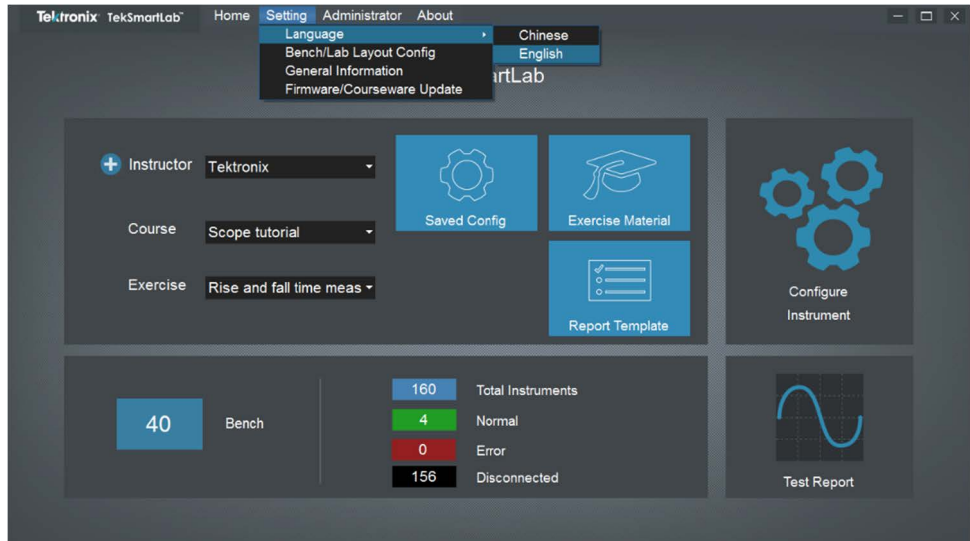 Tektronix TekSmartLab™ Home Setting Administrator About
Language Chinese
Bench/Lab Layout Config English
General Information
Firmware/Courseware Update
artLab
Instructor Tektronix
Course Scope tutorial
Exercise Rise and fall time meas
Saved Config Exercise Material
Report Template
Configure
Instrument
40 Bench
160 Total Instruments
4 Normal
0 Error
156 Disconnected
Test Report